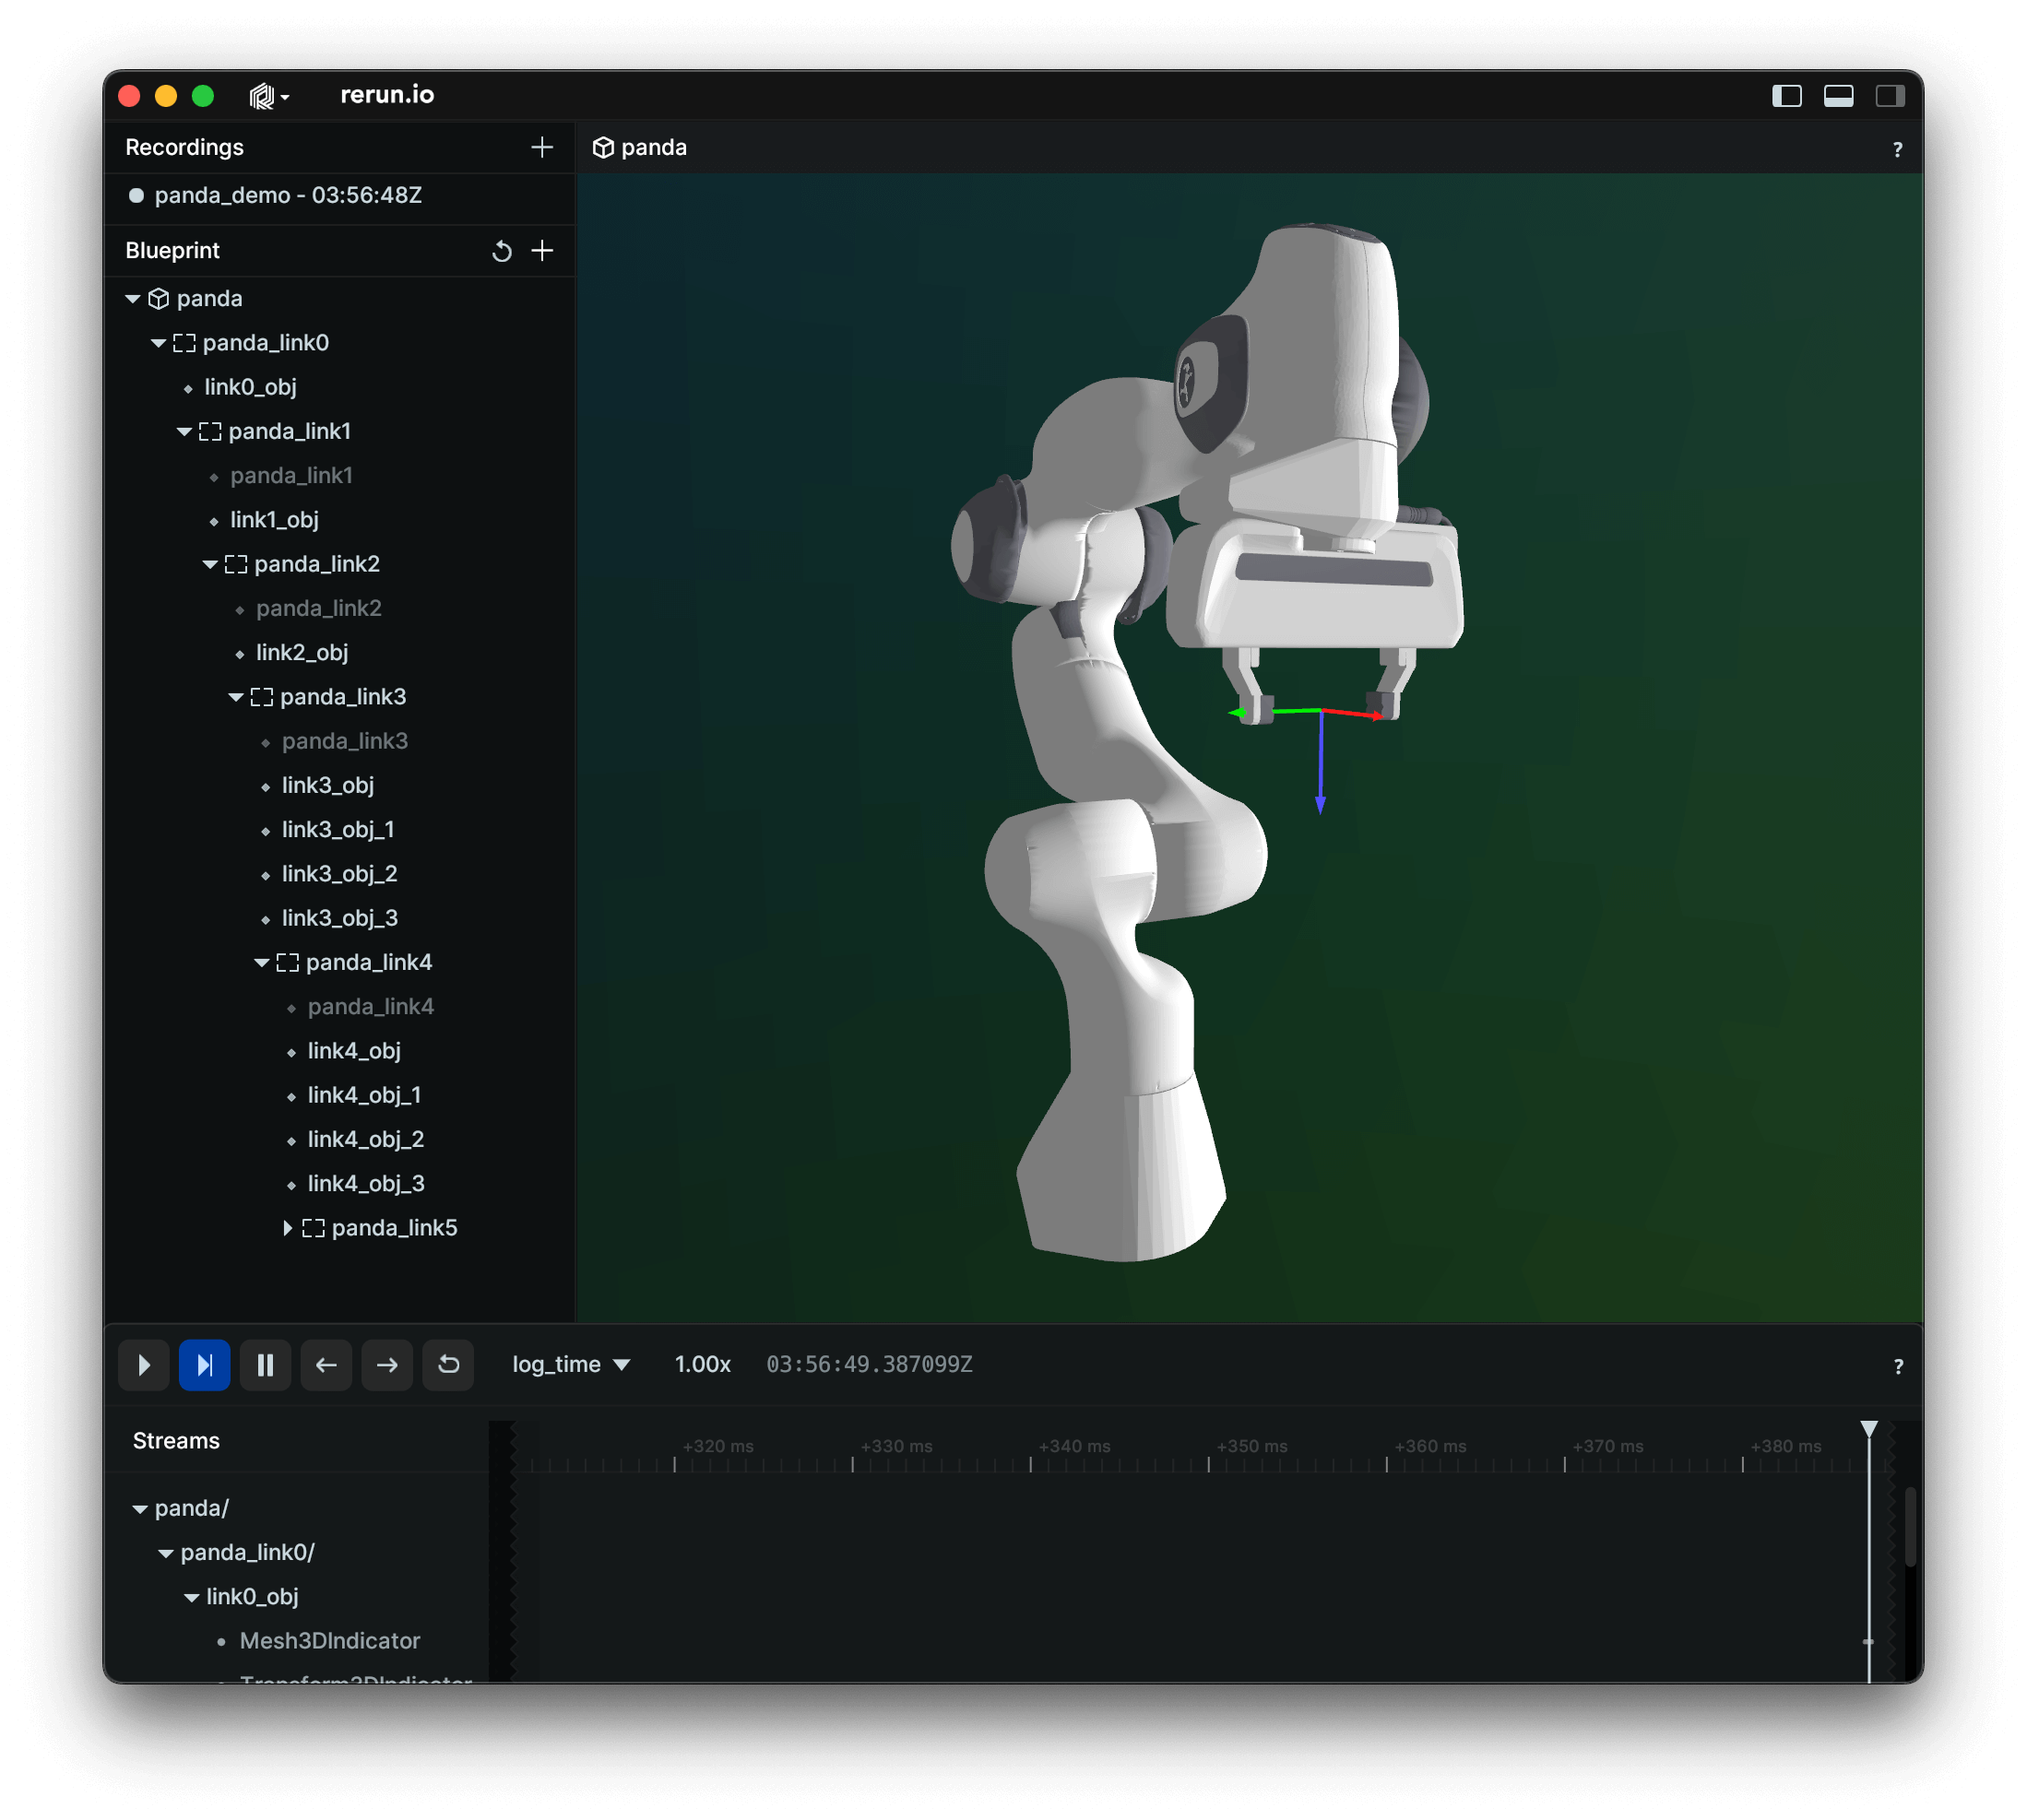 rerun.io
Recordings
panda_demo - 03:56:48Z
Blueprint
panda
panda_link0
link0_obj
panda_link1
panda_link1
link1_obj
panda_link2
panda_link2
link2_obj
panda_link3
panda_link3
link3_obj
link3_obj_1
link3_obj_2
link3_obj_3
panda_link4
panda_link4
link4_obj
link4_obj_1
link4_obj_2
link4_obj_3
panda_link5
panda ?
log_time 1.00x 03:56:49.387099Z ?
Streams
+320 ms +330 ms +340 ms +350 ms +360 ms +370 ms +380 ms
panda/
panda_link0/
link0_obj
Mesh3DIndicator
Transform3DIndicator